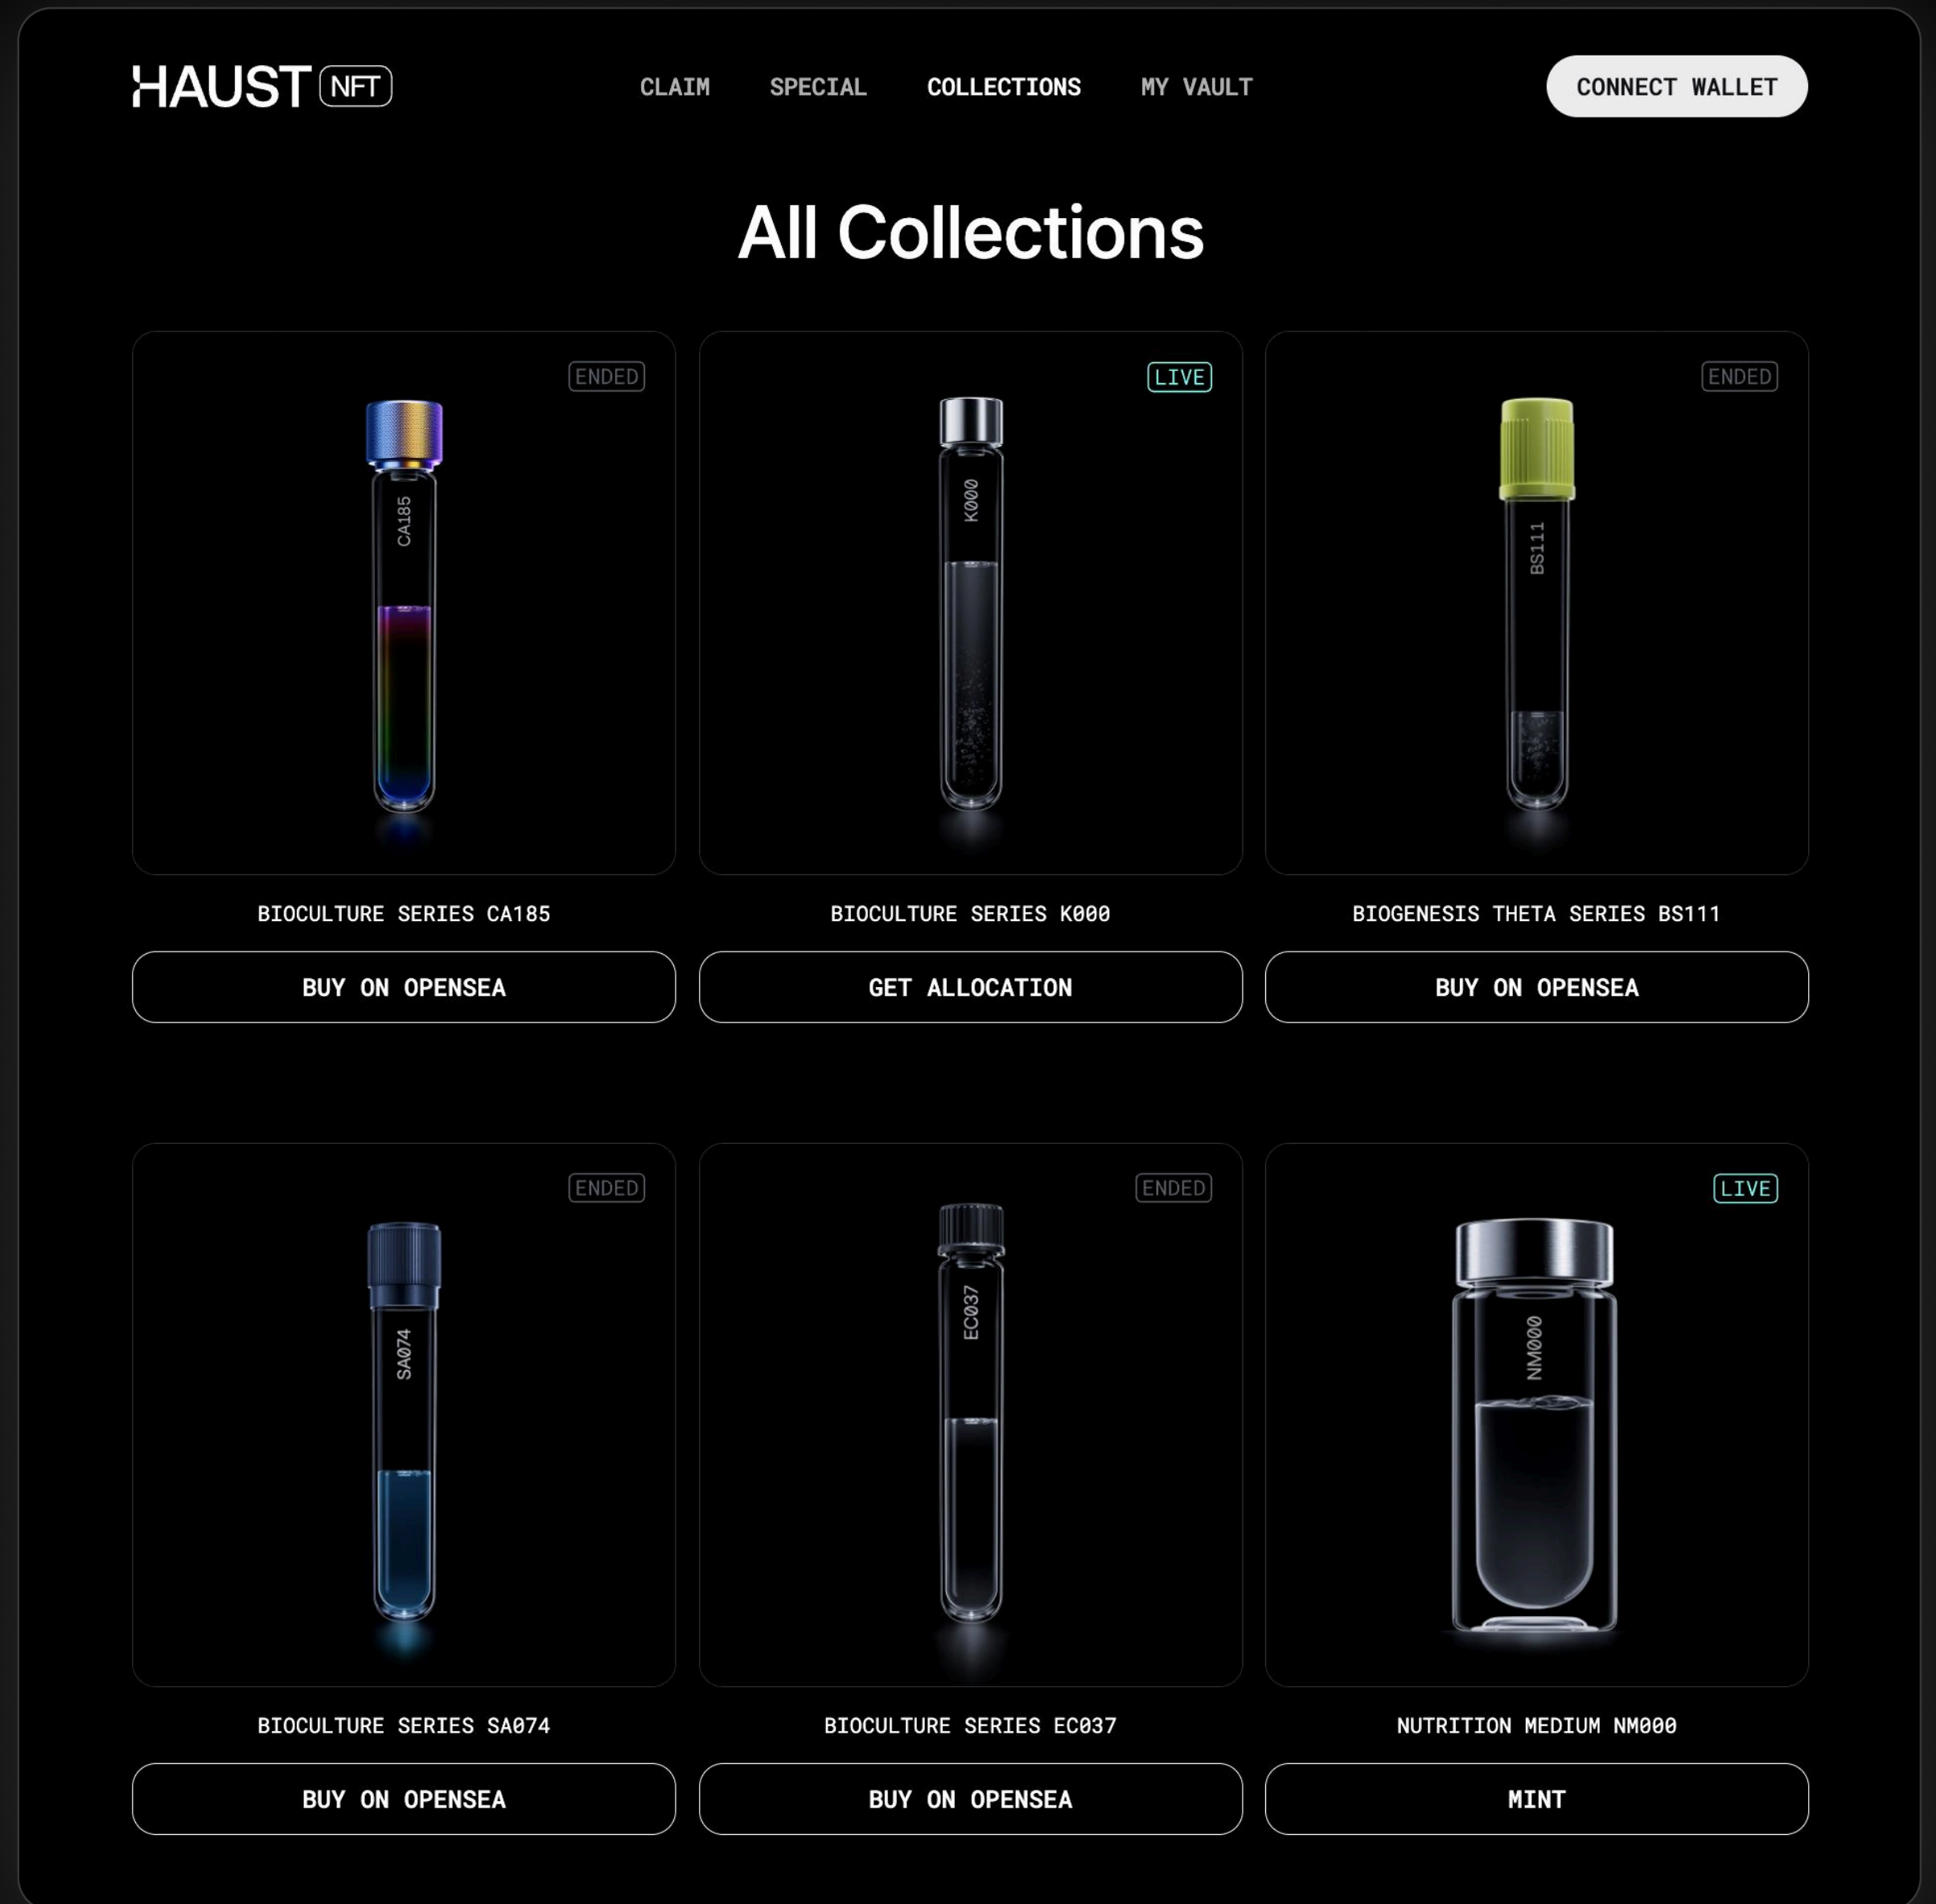 HAUST NFT
CLAIM SPECIAL COLLECTIONS MY VAULT
CONNECT WALLET
All Collections
ENDED
CA185
BIOCULTURE SERIES CA185
BUY ON OPENSEA
LIVE
K000
BIOCULTURE SERIES K000
GET ALLOCATION
ENDED
BS111
BIOGENESIS THETA SERIES BS111
BUY ON OPENSEA
ENDED
SA074
BIOCULTURE SERIES SA074
BUY ON OPENSEA
ENDED
EC037
BIOCULTURE SERIES EC037
BUY ON OPENSEA
LIVE
NM000
NUTRITION MEDIUM NM000
MINT